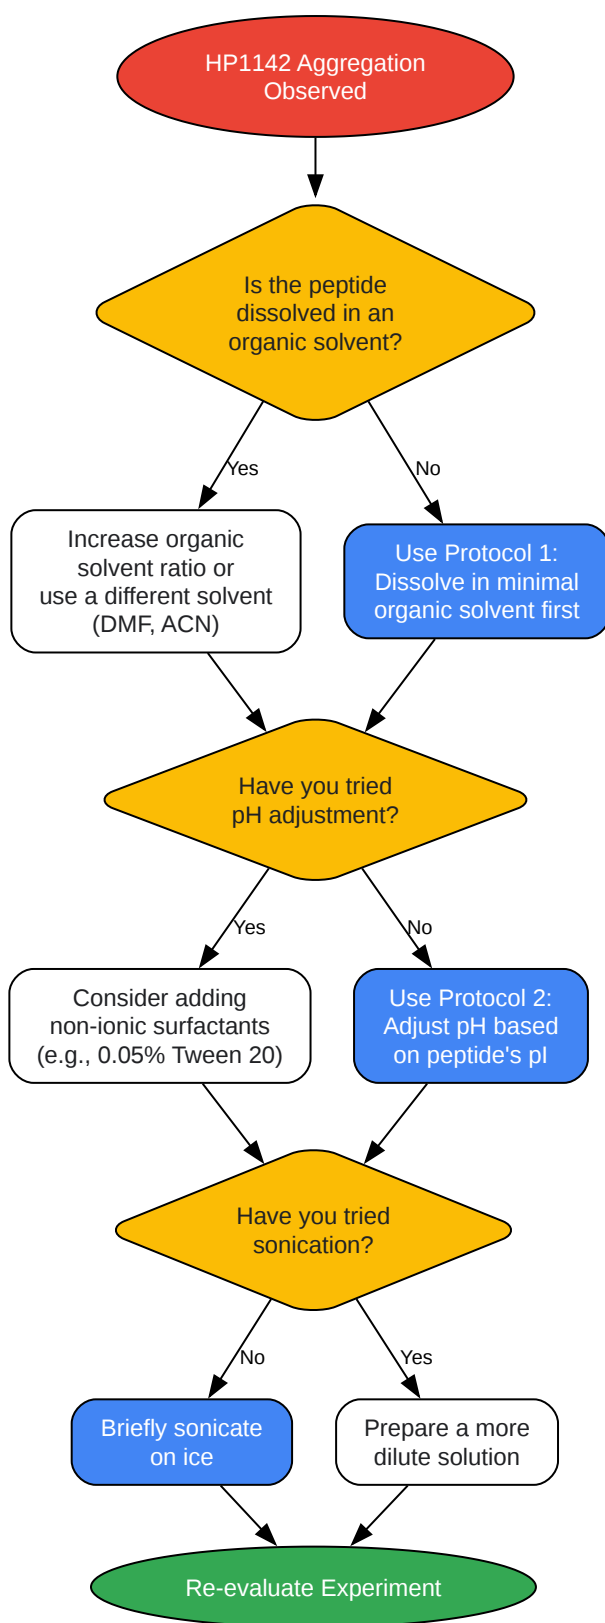 HP1142 Aggregation
Observed
Is the peptide
dissolved in an
organic solvent?
Yes
No
Increase organic
solvent ratio or
use a different solvent
(DMF, ACN)
Use Protocol 1:
Dissolve in minimal
organic solvent first
Have you tried
pH adjustment?
Yes
No
Consider adding
non-ionic surfactants
(e.g., 0.05% Tween 20)
Use Protocol 2:
Adjust pH based
on peptide's pI
Have you tried
sonication?
No
Yes
Briefly sonicate
on ice
Prepare a more
dilute solution
Re-evaluate Experiment